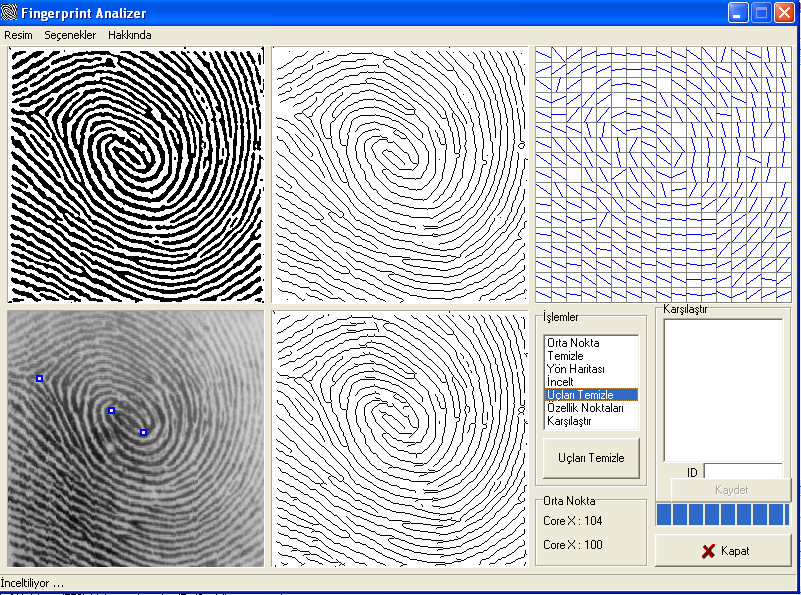 Fingerprint Analizer
Resim Seçenekler Hakkında
İşlemler
Orta Nokta
Temizle
Yön Haritası
İncelt
Uçları Temizle
Özellik Noktaları
Karşılaştır
Uçları Temizle
Orta Nokta
Core X : 104
Core X : 100
Karşılaştır
ID
Kaydet
Kapat
İnceltiliyor ...